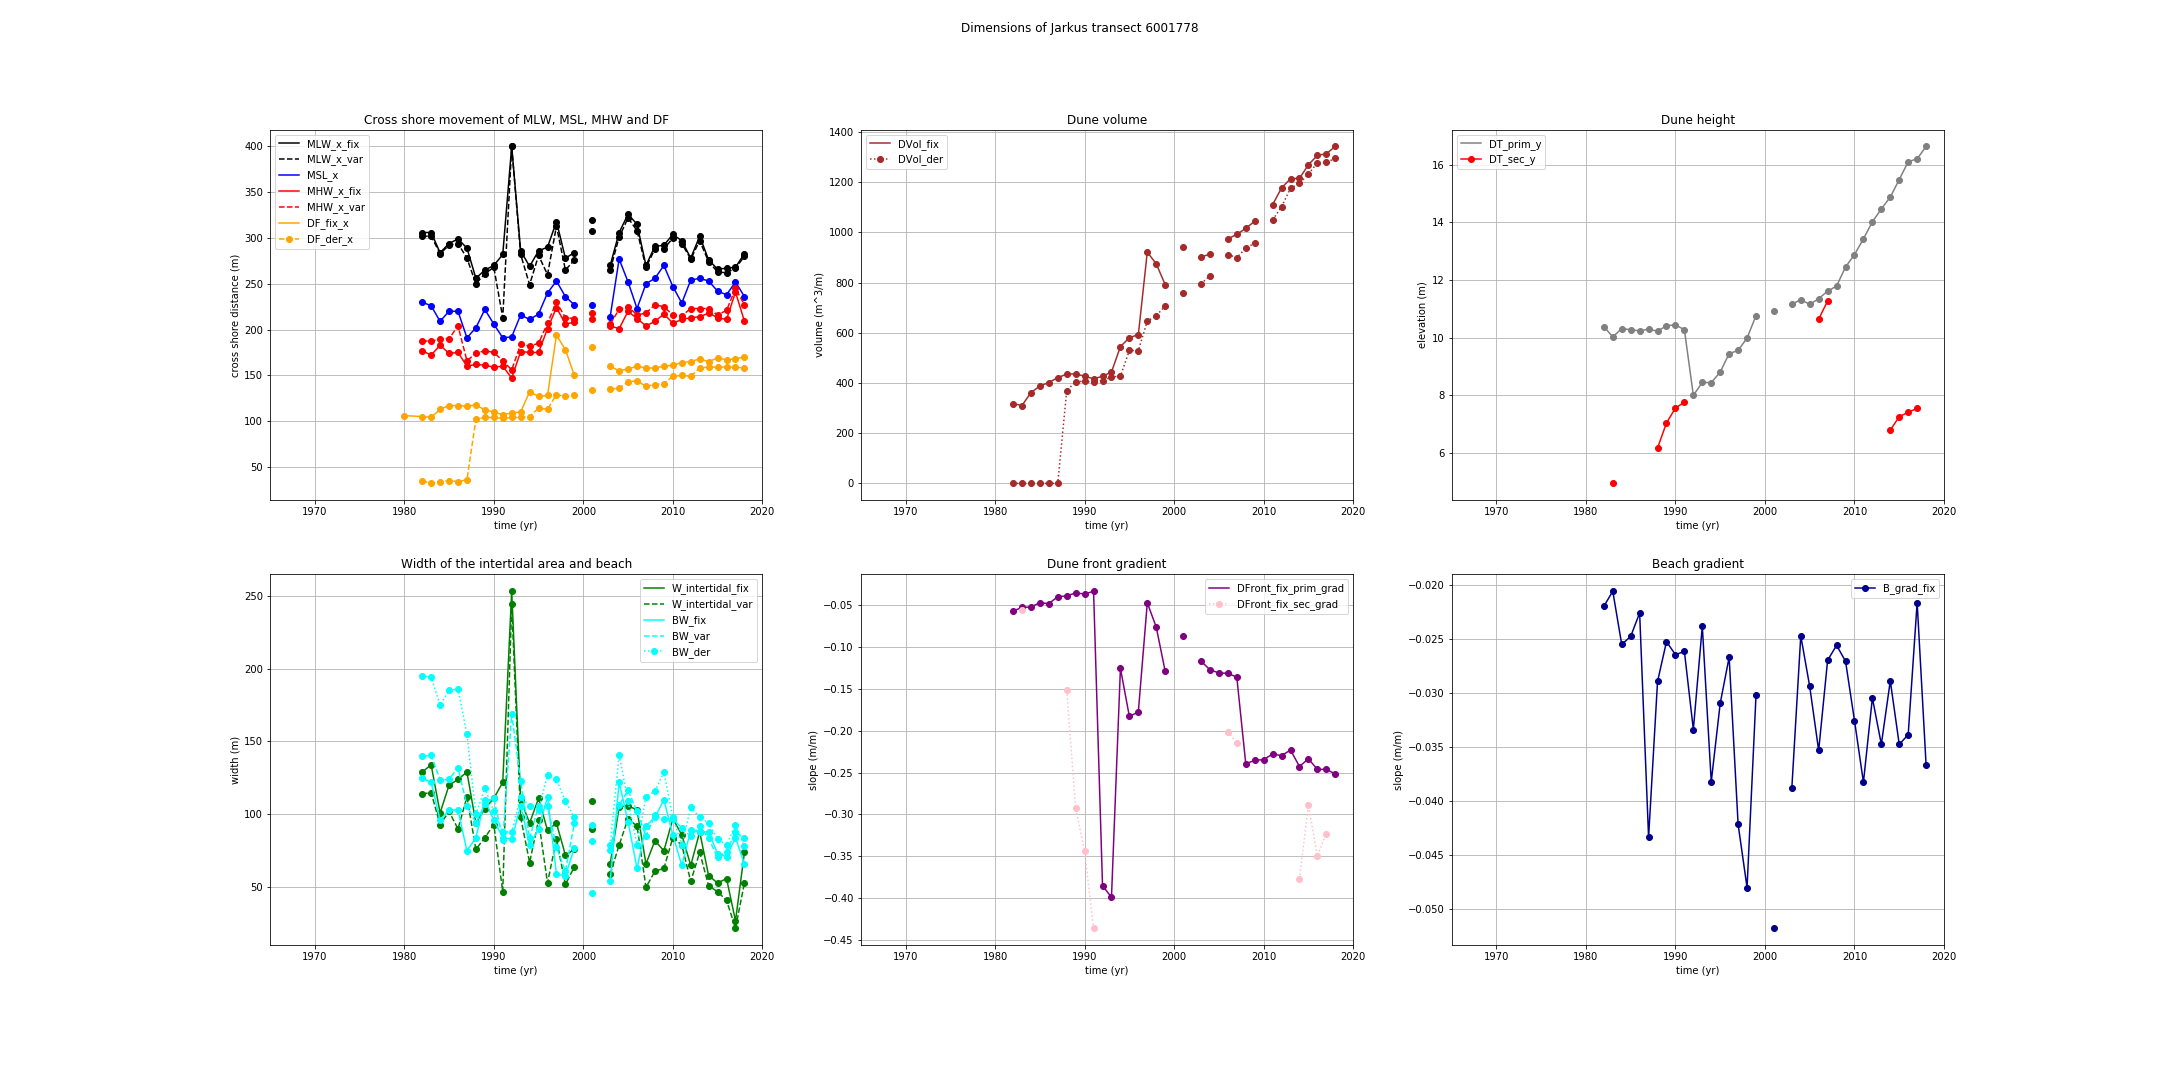 Dimensions of Jarkus transect 6001778
Cross shore movement of MLW, MSL, MHW and DF
MLW_x_fix
MLW_x_var
MSL_x
MHW_x_fix
MHW_x_var
DF_fix_x
DF_der_x
400
350
300
250
200
150
100
50
cross shore distance (m)
1970
1980
1990
2000
2010
2020
time (yr)
Dune volume
DVol_fix
DVol_der
1400
1200
1000
800
600
400
200
0
volume (m^3/m)
1970
1980
1990
2000
2010
2020
time (yr)
Dune height
DT_prim_y
DT_sec_y
16
14
12
10
8
6
elevation (m)
1970
1980
1990
2000
2010
2020
time (yr)
Width of the intertidal area and beach
W_intertidal_fix
W_intertidal_var
BW_fix
BW_var
BW_der
250
200
150
100
50
width (m)
1970
1980
1990
2000
2010
2020
time (yr)
Dune front gradient
DFront_fix_prim_grad
DFront_fix_sec_grad
−0.05
−0.10
−0.15
−0.20
−0.25
−0.30
−0.35
−0.40
−0.45
slope (m/m)
1970
1980
1990
2000
2010
2020
time (yr)
Beach gradient
B_grad_fix
−0.020
−0.025
−0.030
−0.035
−0.040
−0.045
−0.050
slope (m/m)
1970
1980
1990
2000
2010
2020
time (yr)